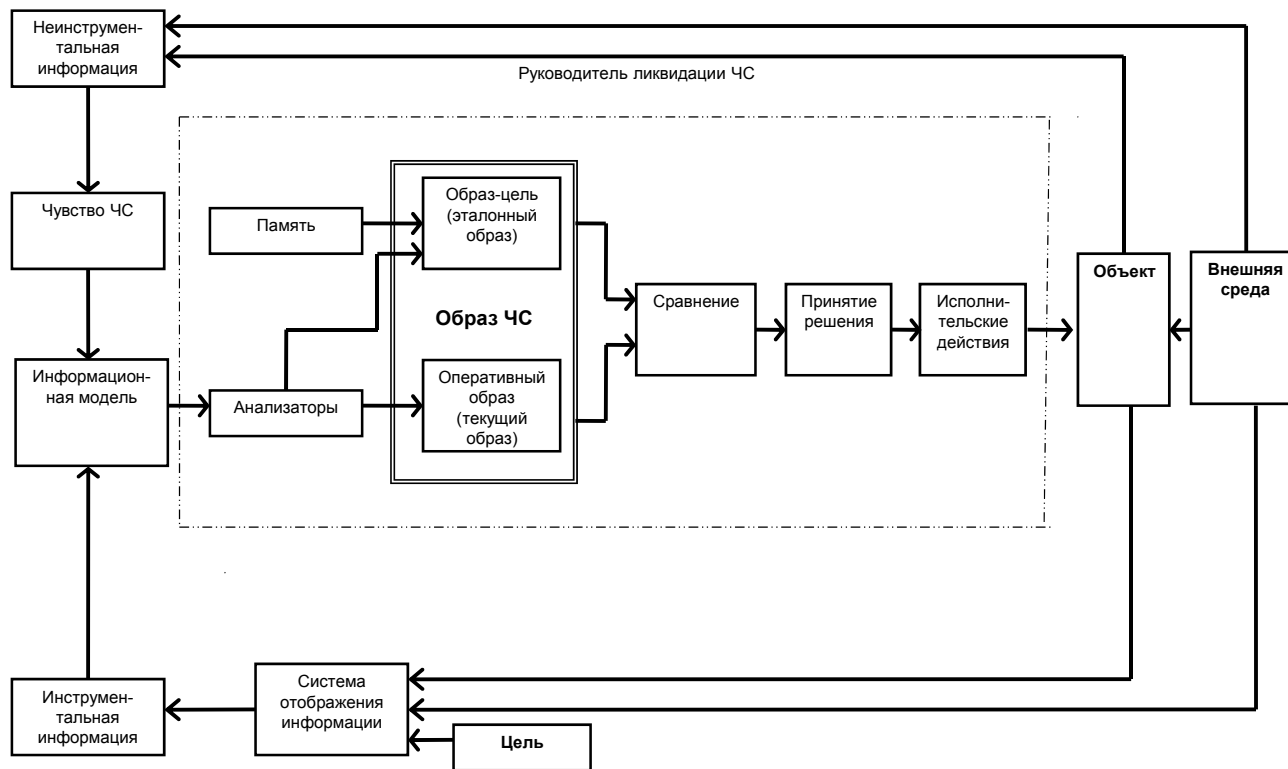 Неинструмен-
тальная
информация
Руководитель ликвидации ЧС
Чувство ЧС
Память
Образ-цель
(эталонный
образ)
Образ ЧС
Сравнение
Принятие
решения
Исполни-
тельские
действия
Объект
Внешняя
среда
Информацион-
ная модель
Анализаторы
Оперативный
образ
(текущий
образ)
Инструмен-
тальная
информация
Система
отображения
информации
Цель